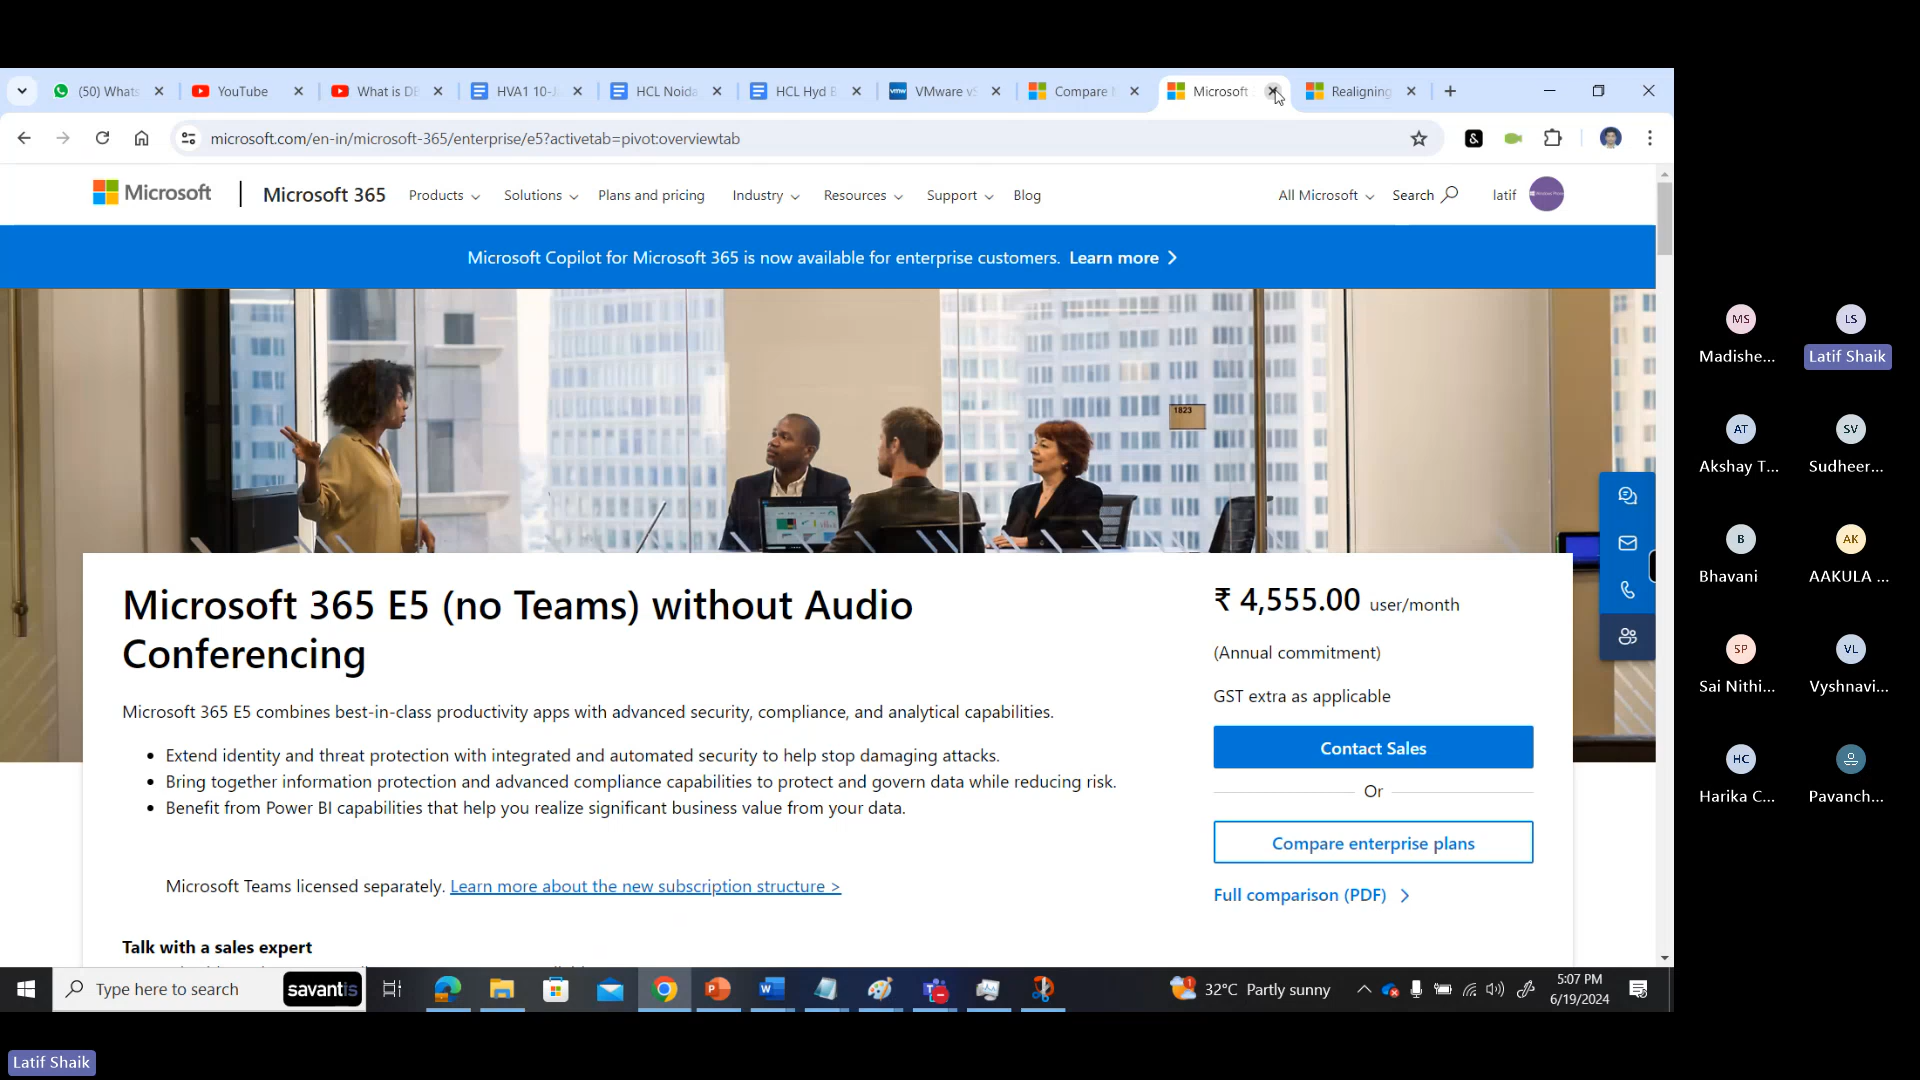 (50) Whats
YouTube
What is DE
HVA1 10-J
HCL Noida
HCL Hyd B
VMware vS
Compare
Microsoft
Realigning
microsoft.com/en-in/microsoft-365/enterprise/e5?activetab=pivot:overviewtab
Microsoft
Microsoft 365
Products
Solutions
Plans and pricing
Industry
Resources
Support
Blog
All Microsoft
Search
latif
Microsoft Copilot for Microsoft 365 is now available for enterprise customers. Learn more
1823
Microsoft 365 E5 (no Teams) without Audio
Conferencing
Microsoft 365 E5 combines best-in-class productivity apps with advanced security, compliance, and analytical capabilities.
• Extend identity and threat protection with integrated and automated security to help stop damaging attacks.
• Bring together information protection and advanced compliance capabilities to protect and govern data while reducing risk.
• Benefit from Power BI capabilities that help you realize significant business value from your data.
Microsoft Teams licensed separately. Learn more about the new subscription structure >
Talk with a sales expert
₹ 4,555.00 user/month
(Annual commitment)
GST extra as applicable
Contact Sales
Or
Compare enterprise plans
Full comparison (PDF)
MS
Madishe...
LS
Latif Shaik
AT
Akshay T...
SV
Sudheer...
B
Bhavani
AK
AAKULA ...
SP
Sai Nithi...
VL
Vyshnavi...
HC
Harika C...
Pavanch...
Type here to search
savantis
32°C Partly sunny
5:07 PM
6/19/2024
Latif Shaik